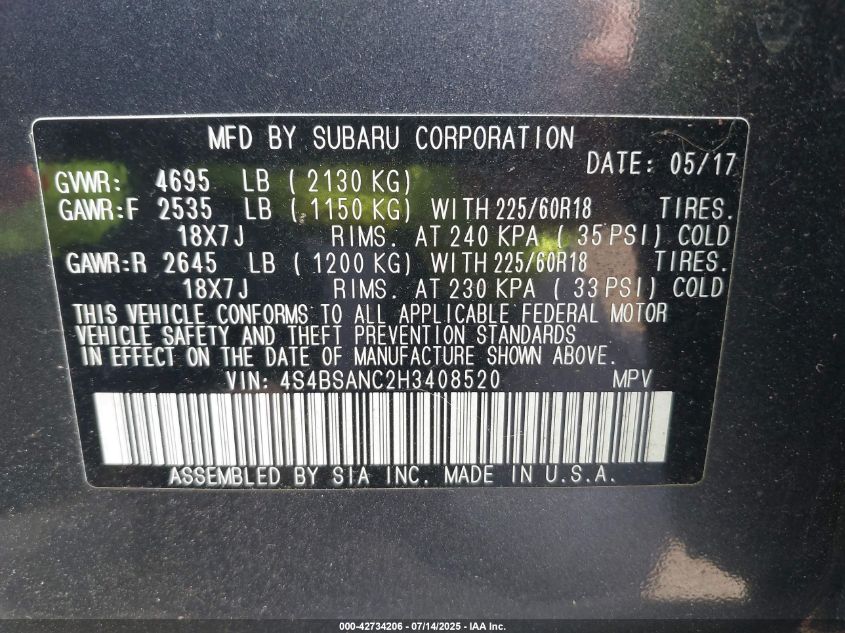 MFD BY SUBARU CORPORATION
DATE: 05/17
GVWR: 4695 LB ( 2130 KG)
GAWR:F 2535 LB ( 1150 KG) WITH 225/60R18 TIRES.
18X7J RIMS. AT 240 KPA ( 35 PSI) COLD
GAWR:R 2645 LB ( 1200 KG) WITH 225/60R18 TIRES.
18X7J RIMS. AT 230 KPA ( 33 PSI) COLD
THIS VEHICLE CONFORMS TO ALL APPLICABLE FEDERAL MOTOR
VEHICLE SAFETY AND THEFT PREVENTION STANDARDS
IN EFFECT ON THE DATE OF MANUFACTURE SHOWN ABOVE.
VIN: 4S4BSANC2H3408520 MPV
ASSEMBLED BY SIA INC. MADE IN U.S.A.
000-42734206 - 07/14/2025 - IAA Inc.